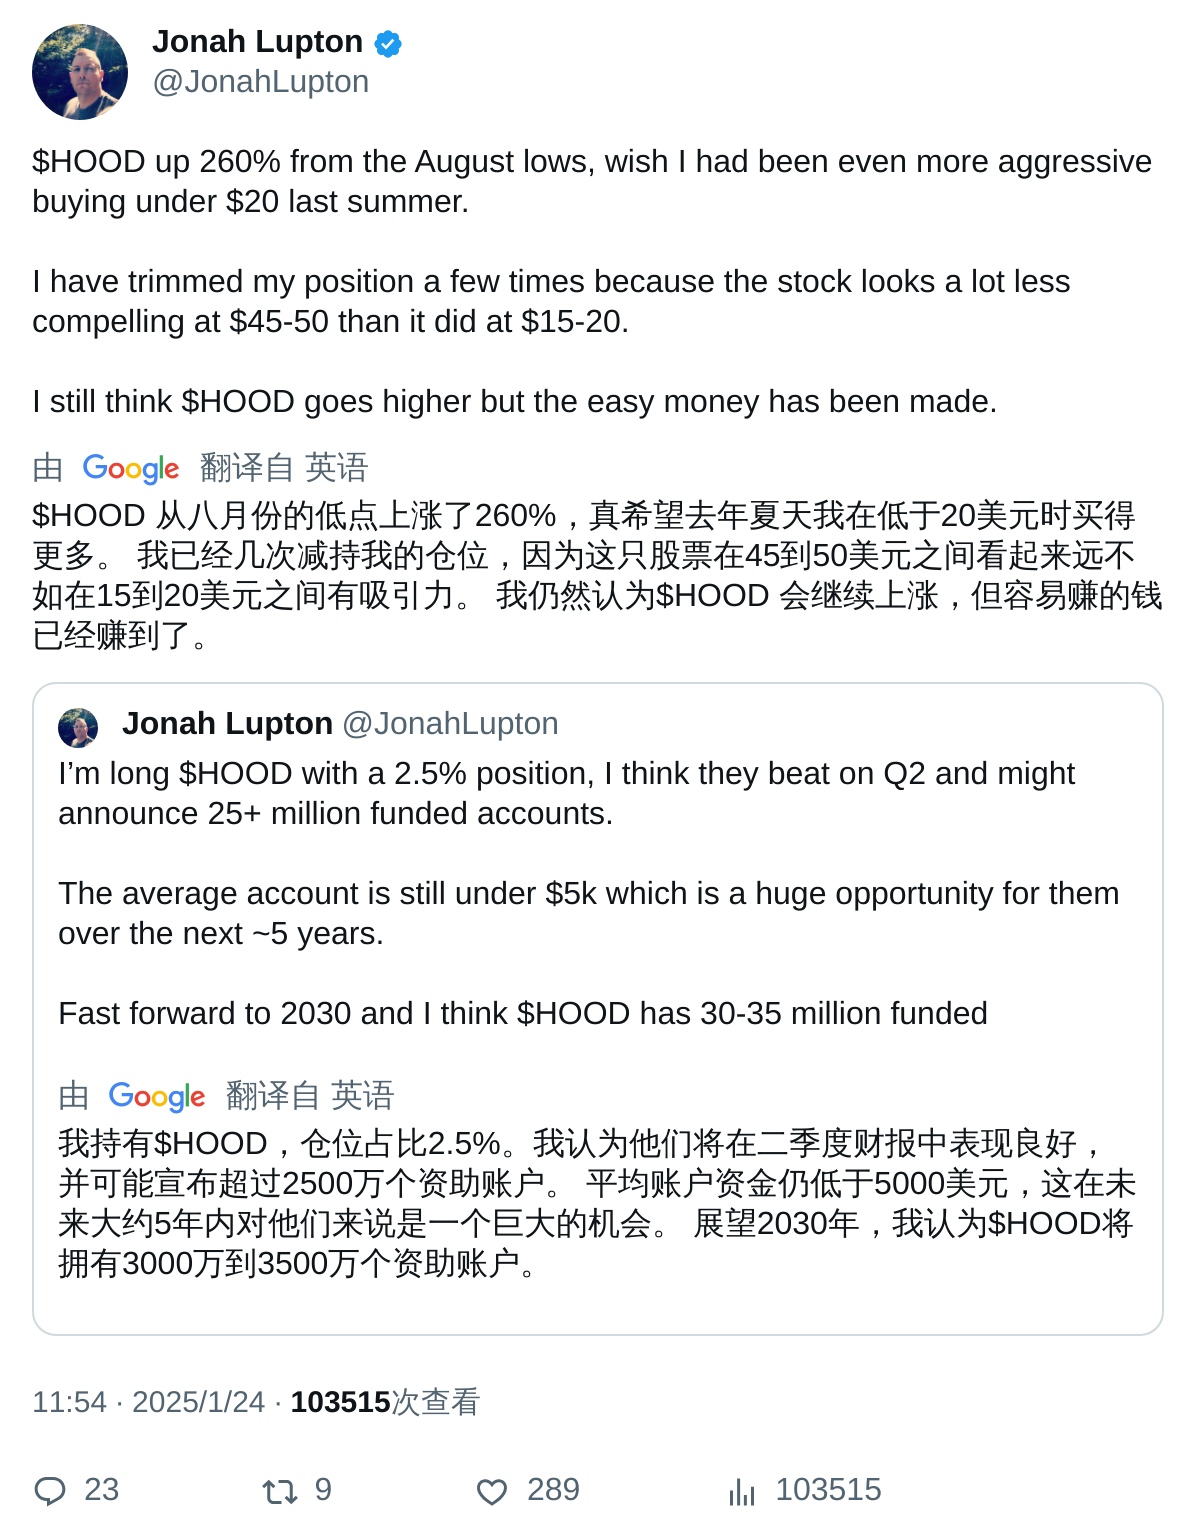 Jonah Lupton
@JonahLupton
$HOOD up 260% from the August lows, wish I had been even more aggressive
buying under $20 last summer.
I have trimmed my position a few times because the stock looks a lot less
compelling at $45-50 than it did at $15-20.
I still think $HOOD goes higher but the easy money has been made.
由 Google 翻译自 英语
$HOOD 从八月份的低点上涨了260%，真希望去年夏天我在低于20美元时买得
更多。 我已经几次减持我的仓位，因为这只股票在45到50美元之间看起来远不
如在15到20美元之间有吸引力。 我仍然认为$HOOD 会继续上涨，但容易赚的钱
已经赚到了。
Jonah Lupton @JonahLupton
I’m long $HOOD with a 2.5% position, I think they beat on Q2 and might
announce 25+ million funded accounts.
The average account is still under $5k which is a huge opportunity for them
over the next ~5 years.
Fast forward to 2030 and I think $HOOD has 30-35 million funded
由 Google 翻译自 英语
我持有$HOOD，仓位占比2.5%。我认为他们将在二季度财报中表现良好，
并可能宣布超过2500万个资助账户。 平均账户资金仍低于5000美元，这在未
来大约5年内对他们来说是一个巨大的机会。 展望2030年，我认为$HOOD将
拥有3000万到3500万个资助账户。
11:54 · 2025/1/24 · 103515次查看
23 9 289 103515